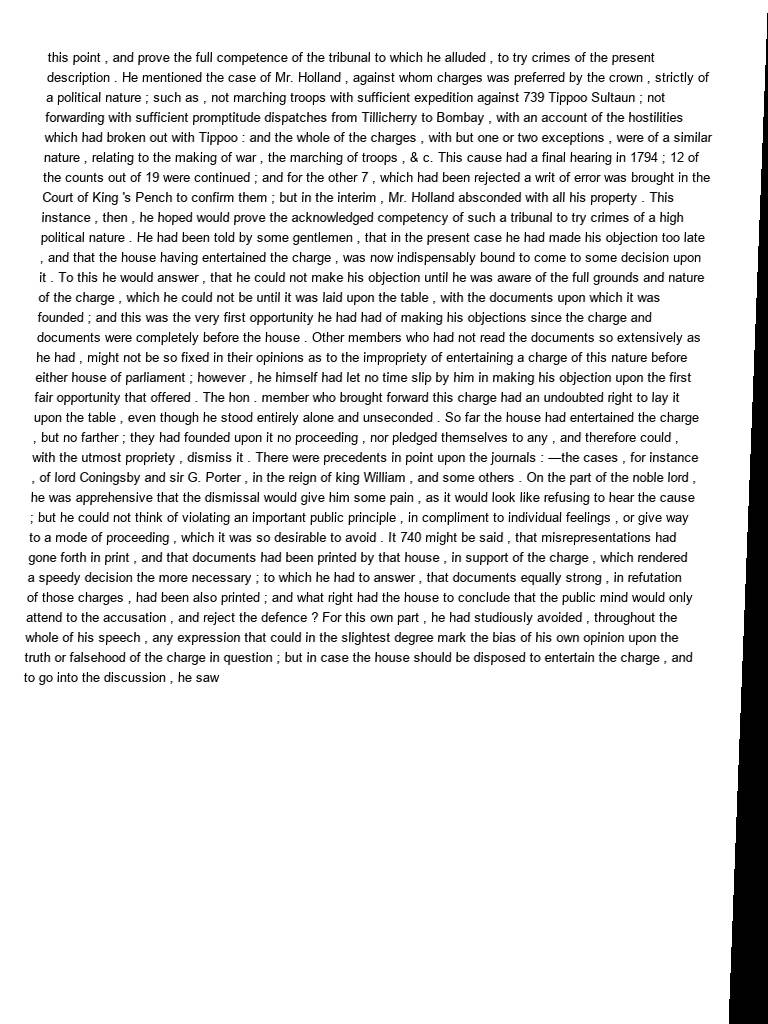 this point , and prove the full competence of the tribunal to which he alluded , to try crimes of the present
description . He mentioned the case of Mr. Holland , against whom charges was preferred by the crown , strictly of
a political nature ; such as , not marching troops with sufficient expedition against 739 Tippoo Sultaun ; not
forwarding with sufficient promptitude dispatches from Tillicherry to Bombay , with an account of the hostilities
which had broken out with Tippoo : and the whole of the charges , with but one or two exceptions , were of a similar
nature , relating to the making of war , the marching of troops , & c. This cause had a final hearing in 1794 ; 12 of
the counts out of 19 were continued ; and for the other 7 , which had been rejected a writ of error was brought in the
Court of King 's Pench to confirm them ; but in the interim , Mr. Holland absconded with all his property . This
instance , then , he hoped would prove the acknowledged competency of such a tribunal to try crimes of a high
political nature . He had been told by some gentlemen , that in the present case he had made his objection too late
, and that the house having entertained the charge , was now indispensably bound to come to some decision upon
it . To this he would answer , that he could not make his objection until he was aware of the full grounds and nature
of the charge , which he could not be until it was laid upon the table , with the documents upon which it was
founded ; and this was the very first opportunity he had had of making his objections since the charge and
documents were completely before the house . Other members who had not read the documents so extensively as
he had , might not be so fixed in their opinions as to the impropriety of entertaining a charge of this nature before
either house of parliament ; however , he himself had let no time slip by him in making his objection upon the first
fair opportunity that offered . The hon . member who brought forward this charge had an undoubted right to lay it
upon the table , even though he stood entirely alone and unseconded . So far the house had entertained the charge
, but no farther ; they had founded upon it no proceeding , nor pledged themselves to any , and therefore could ,
with the utmost propriety , dismiss it . There were precedents in point upon the journals : —the cases , for instance
, of lord Coningsby and sir G. Porter , in the reign of king William , and some others . On the part of the noble lord ,
he was apprehensive that the dismissal would give him some pain , as it would look like refusing to hear the cause
; but he could not think of violating an important public principle , in compliment to individual feelings , or give way
to a mode of proceeding , which it was so desirable to avoid . It 740 might be said , that misrepresentations had
gone forth in print , and that documents had been printed by that house , in support of the charge , which rendered
a speedy decision the more necessary ; to which he had to answer , that documents equally strong , in refutation
of those charges , had been also printed ; and what right had the house to conclude that the public mind would only
attend to the accusation , and reject the defence ? For this own part , he had studiously avoided , throughout the
whole of his speech , any expression that could in the slightest degree mark the bias of his own opinion upon the
truth or falsehood of the charge in question ; but in case the house should be disposed to entertain the charge , and
to go into the discussion , he saw